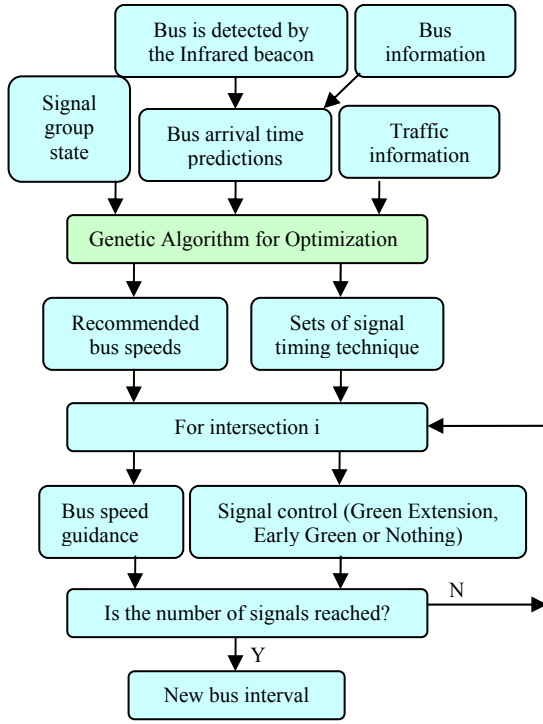 Bus is detected by
the Infrared beacon
Bus
information
Signal
group
state
Bus arrival time
predictions
Traffic
information
Genetic Algorithm for Optimization
Recommended
bus speeds
Sets of signal
timing technique
For intersection i
Bus speed
guidance
Signal control (Green Extension,
Early Green or Nothing)
Is the number of signals reached?
N
Y
New bus interval